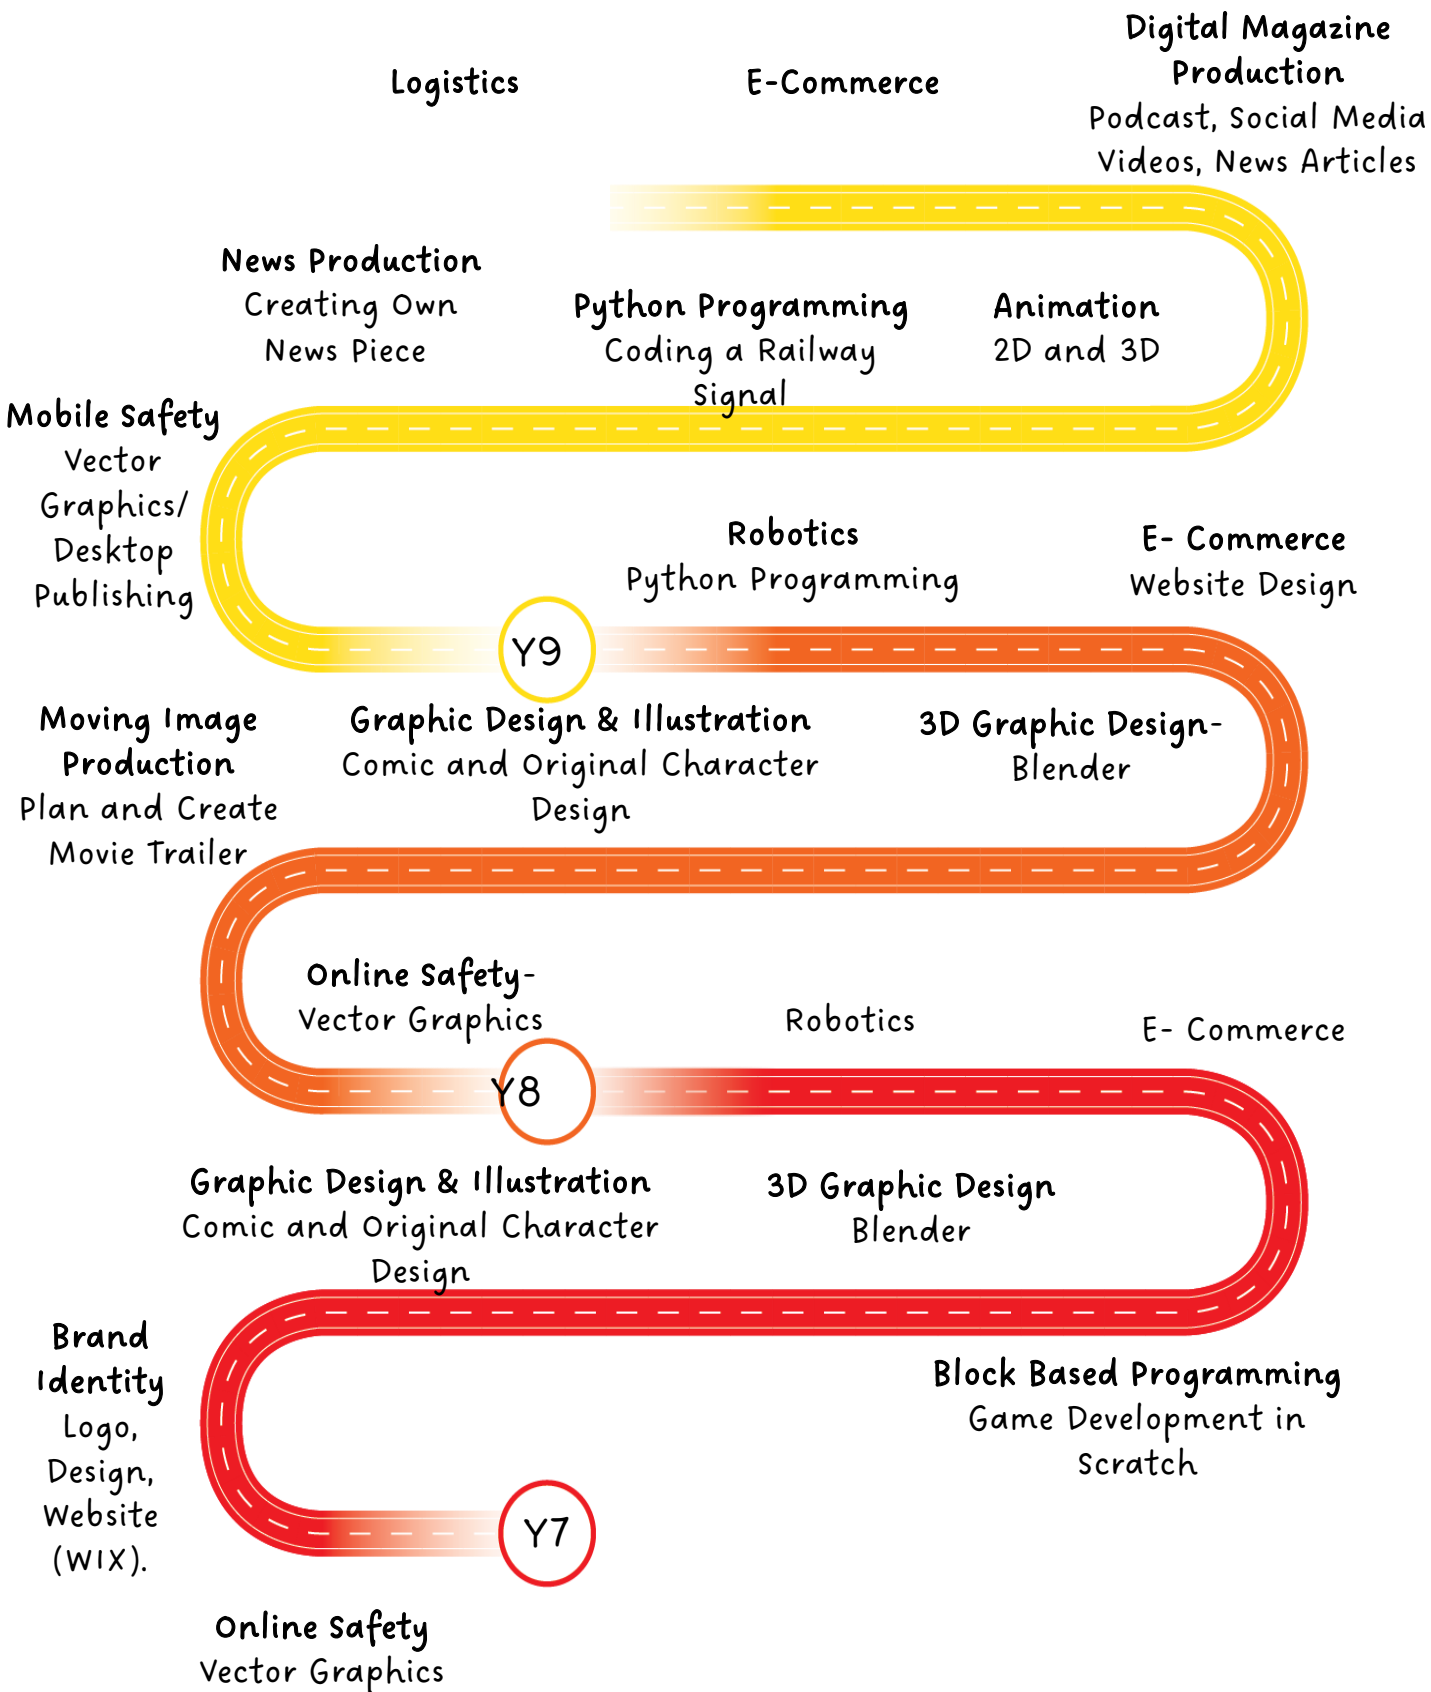 Digital Magazine
Production
Podcast, Social Media
Videos, News Articles
Logistics
E-Commerce
News Production
Creating Own
News Piece
Python Programming
Coding a Railway
Signal
Animation
2D and 3D
Mobile Safety
Vector
Graphics/
Desktop
Publishing
Robotics
Python Programming
E- Commerce
Website Design
Y9
Moving Image
Production
Plan and Create
Movie Trailer
Graphic Design & Illustration
Comic and Original Character
Design
3D Graphic Design-
Blender
Online Safety-
Vector Graphics
Robotics
E- Commerce
Y8
Graphic Design & Illustration
Comic and Original Character
Design
3D Graphic Design
Blender
Brand
Identity
Logo,
Design,
Website
(WIX).
Block Based Programming
Game Development in
Scratch
Y7
Online Safety
Vector Graphics